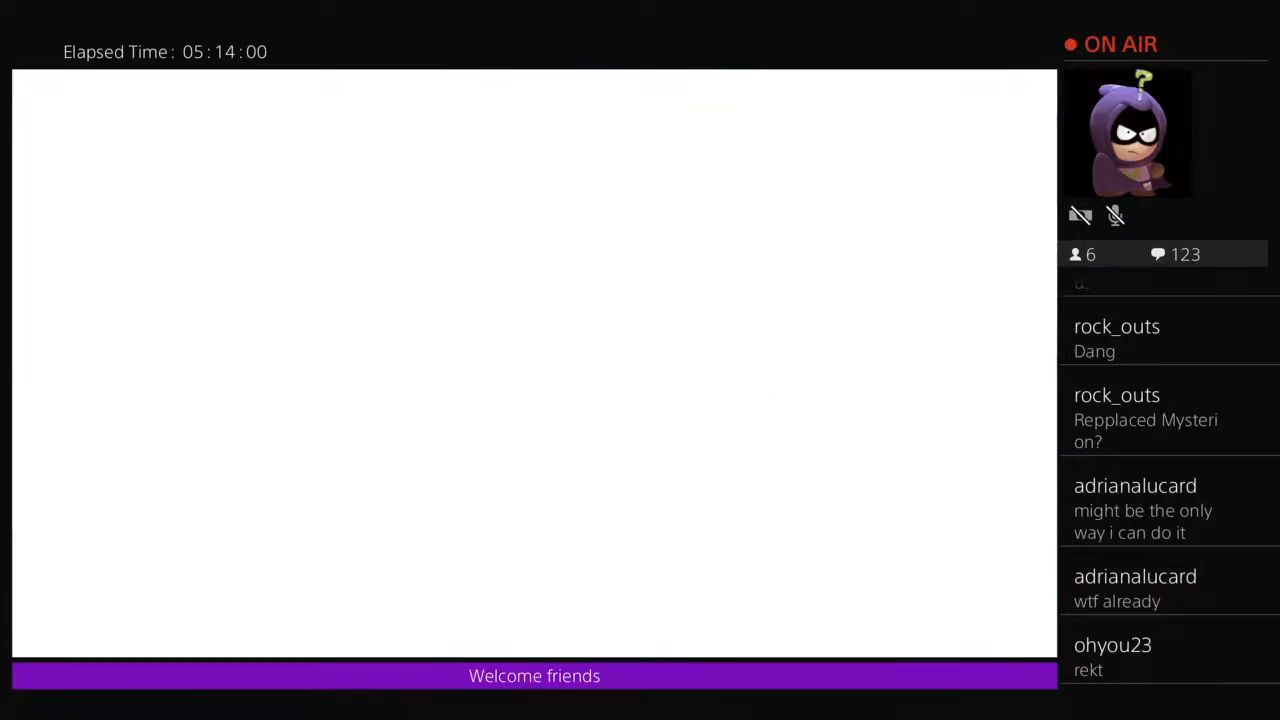 Elapsed Time: 05:14:00
ON AIR
?
6 123
rock_outs
Dang
rock_outs
Repplaced Mysteri
on?
adrianalucard
might be the only
way i can do it
adrianalucard
wtf already
ohyou23
rekt
Welcome friends